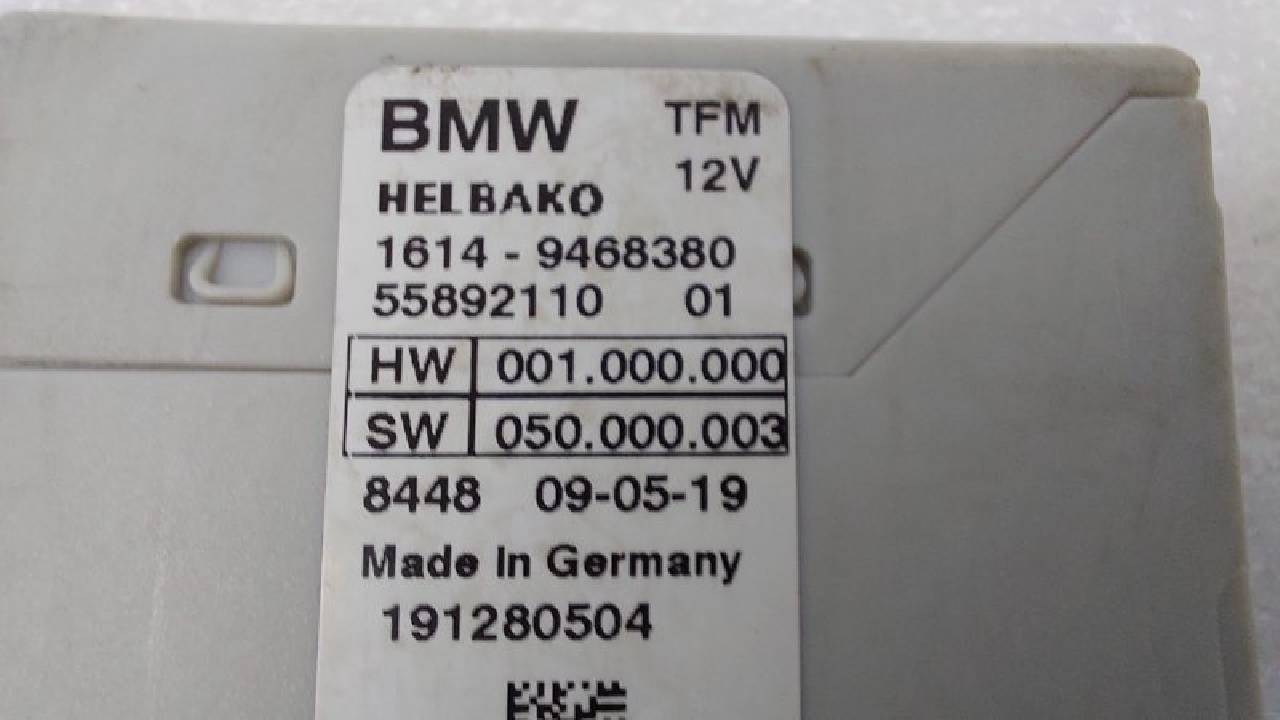 BMW TFM
12V
HELBAKO
1614 - 9468380
55892110 01
HW 001.000.000
SW 050.000.003
8448 09-05-19
Made In Germany
191280504